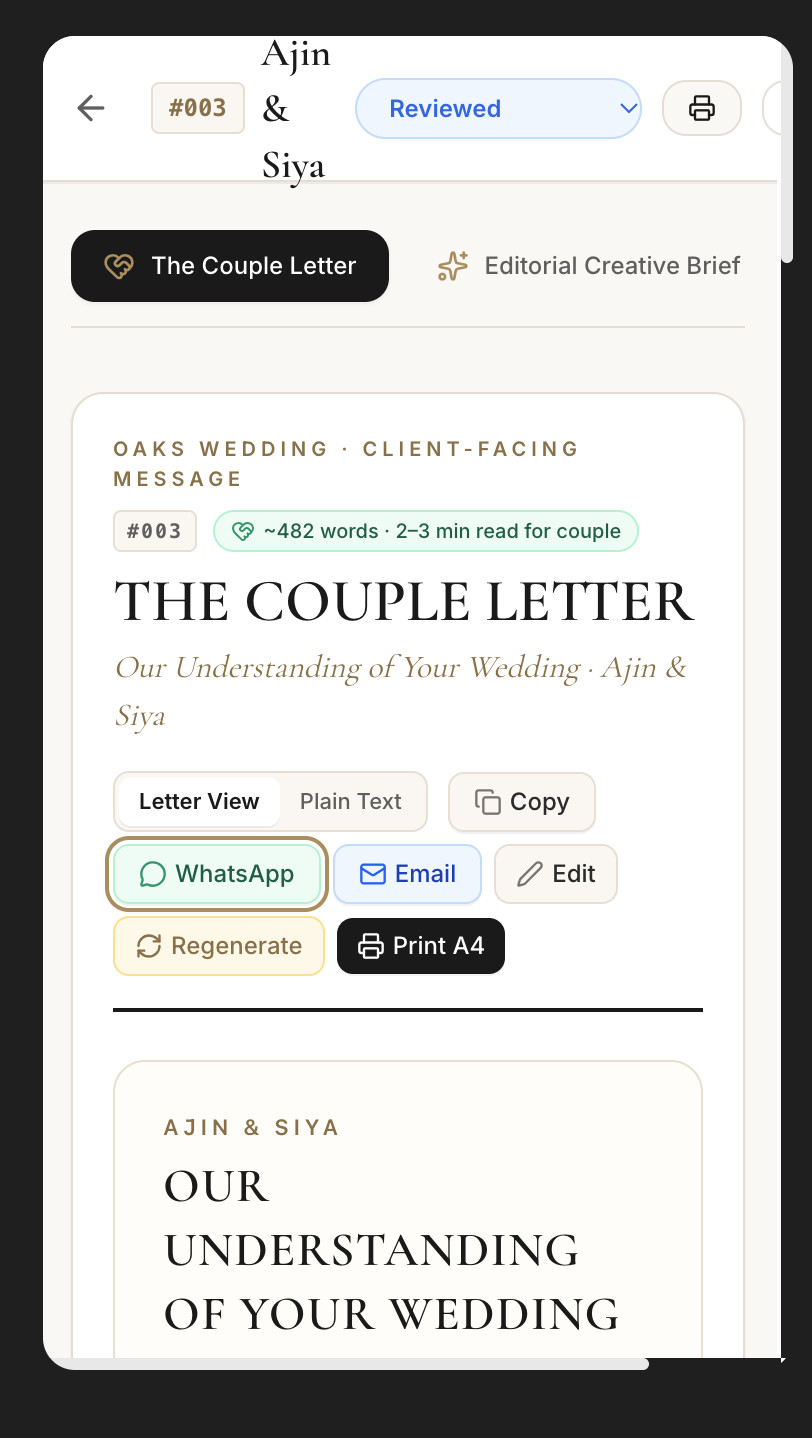 #003
Ajin
&
Siya
Reviewed
The Couple Letter
Editorial Creative Brief
OAKS WEDDING · CLIENT-FACING
MESSAGE
#003
~482 words · 2–3 min read for couple
THE COUPLE LETTER
Our Understanding of Your Wedding · Ajin &
Siya
Letter View
Plain Text
Copy
WhatsApp
Email
Edit
Regenerate
Print A4
AJIN & SIYA
OUR
UNDERSTANDING
OF YOUR WEDDING